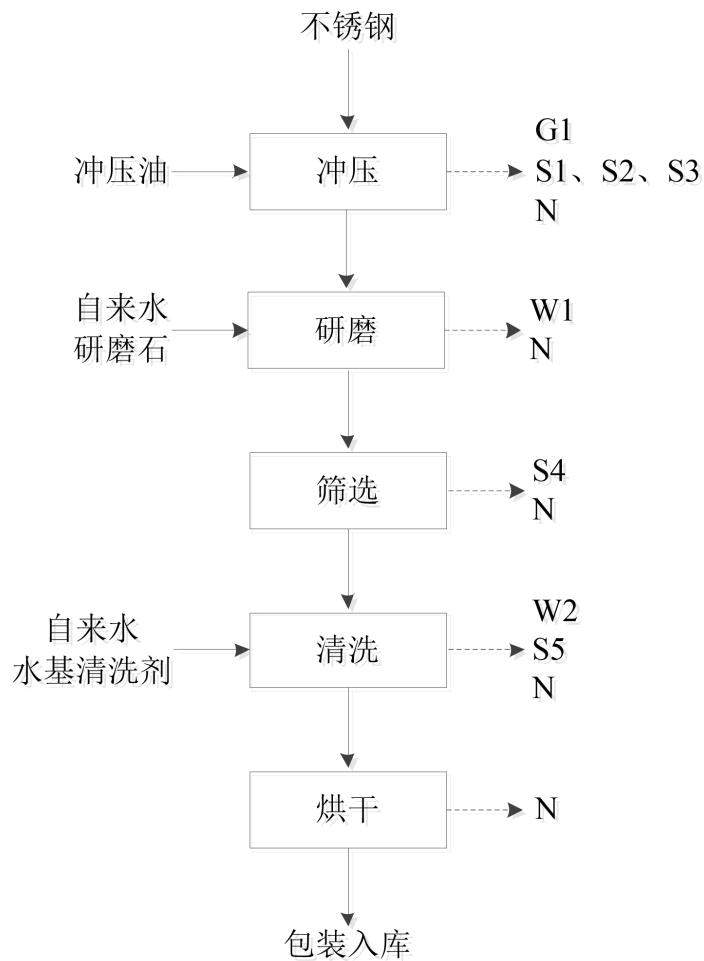 不锈钢
冲压油
冲压
G1
S1、S2、S3
N
自来水
研磨石
研磨
W1
N
筛选
S4
N
自来水
水基清洗剂
清洗
W2
S5
N
烘干
N
包装入库